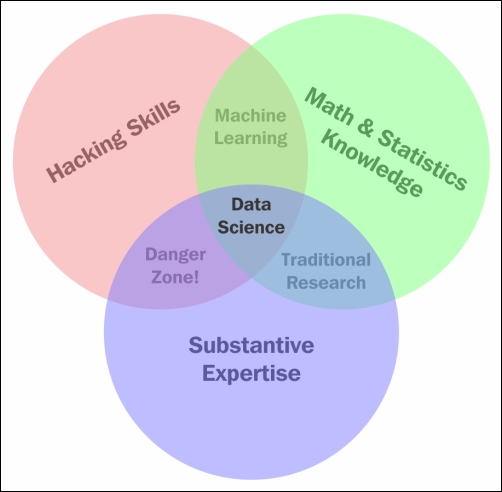 Hacking Skills
Math & Statistics
Knowledge
Machine
Learning
Data
Science
Danger
Zone!
Traditional
Research
Substantive
Expertise